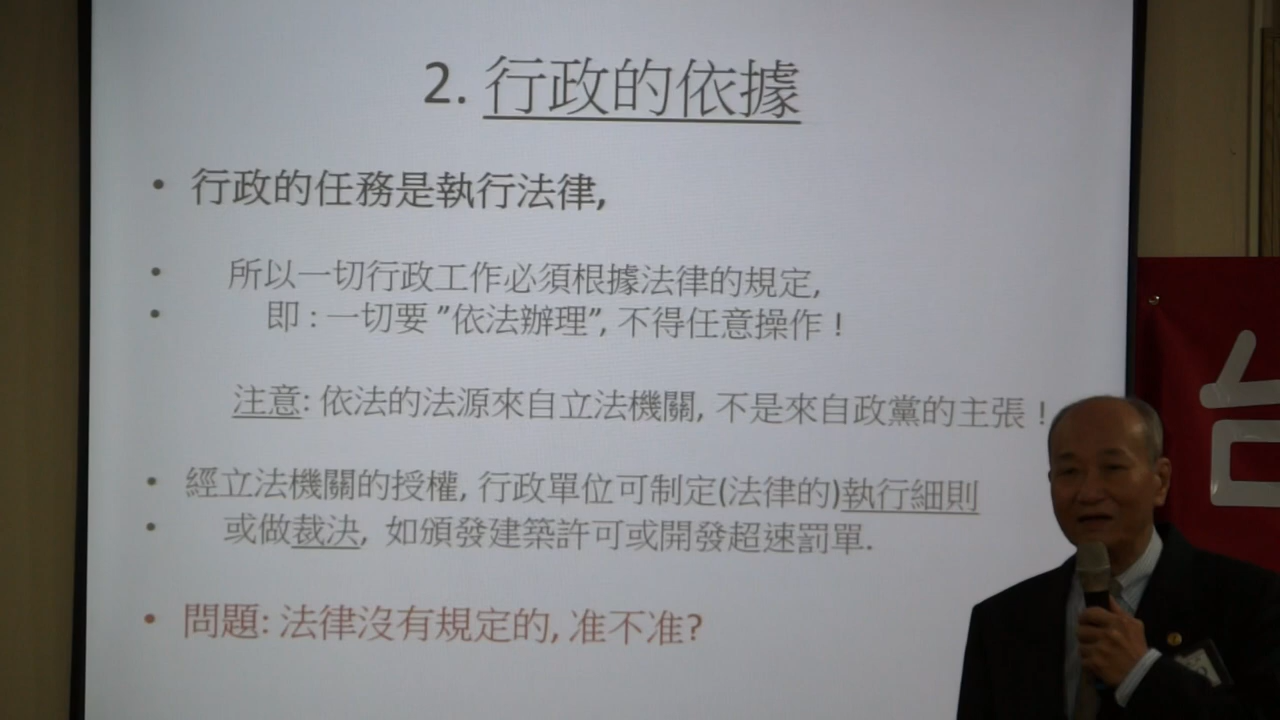 2. 行政的依據
• 行政的任務是執行法律,
• 所以一切行政工作必須根據法律的規定,
• 即 : 一切要 ”依法辦理”, 不得任意操作 !
注意: 依法的法源來自立法機關, 不是來自政黨的主張 !
• 經立法機關的授權, 行政單位可制定(法律的)執行細則
• 或做裁決, 如頒發建築許可或開發超速罰單.
• 問題: 法律沒有規定的, 准不准?
台